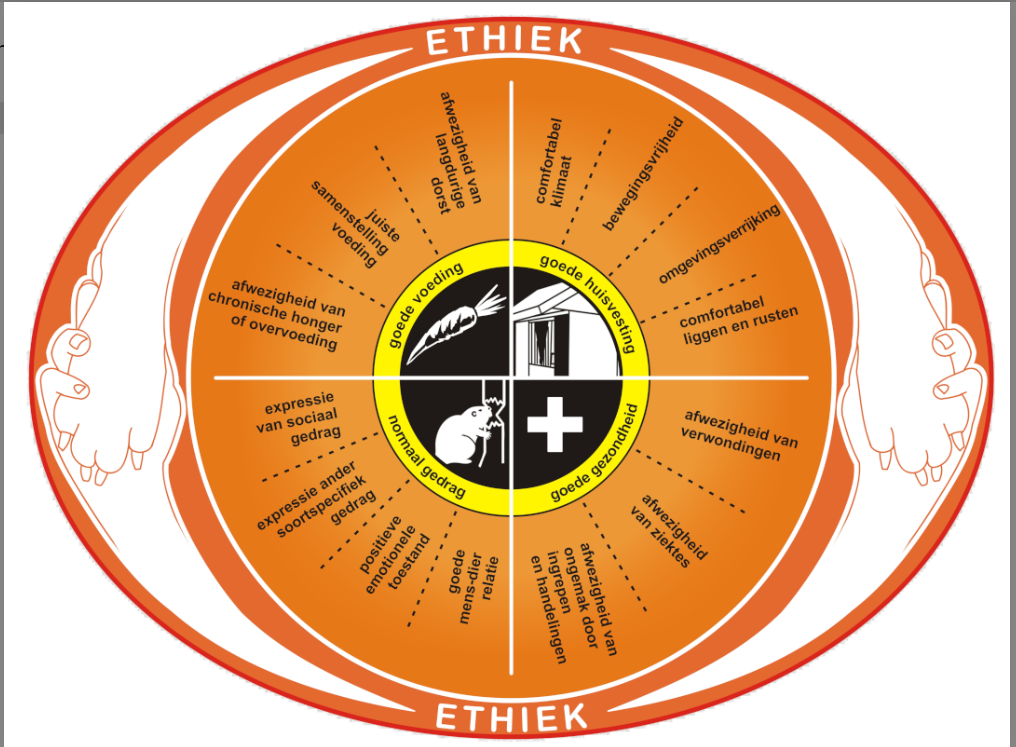 ETHIEK
afwezigheid van
langdurige
dorst
juiste
samenstelling
voeding
afwezigheid van
chronische honger
of overvoeding
goede voeding
comfortabel
klimaat
bewegingsvrijheid
omgevingsverrijking
comfortabel
liggen en rusten
goede huisvesting
expressie
van sociaal
gedrag
expressie ander
soortspecifiek
gedrag
positieve
emotionele
toestand
goede
mens-dier
relatie
normaal gedrag
afwezigheid van
verwondingen
afwezigheid
van ziektes
afwezigheid van
ongemak door
ingrepen
en handelingen
goede gezondheid
ETHIEK